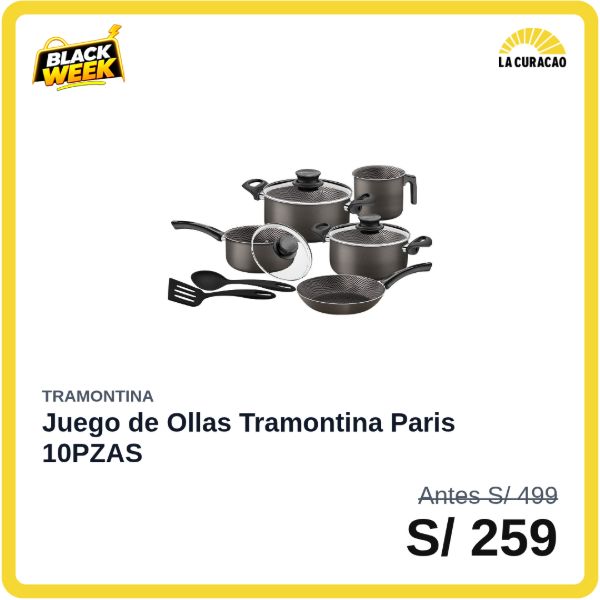 BLACK
WEEK
LA CURACAO
TRAMONTINA
Juego de Ollas Tramontina Paris
10PZAS
Antes S/ 499
S/ 259